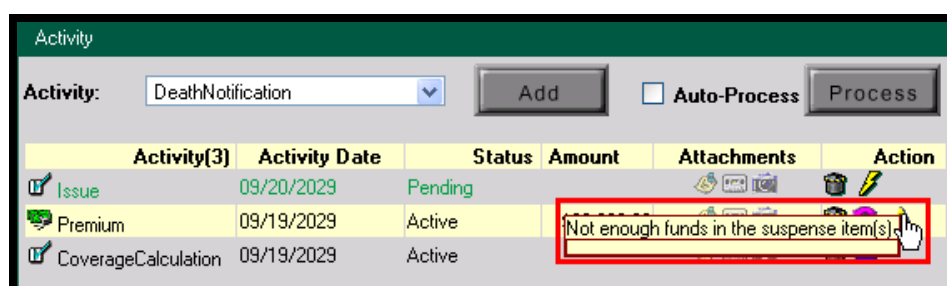 Activity
Activity: DeathNotification Add Auto-Process Process
Activity(3) Activity Date Status Amount Attachments Action
Issue 09/20/2029 Pending
Premium 09/19/2029 Active
Not enough funds in the suspense item(s).
CoverageCalculation 09/19/2029 Active